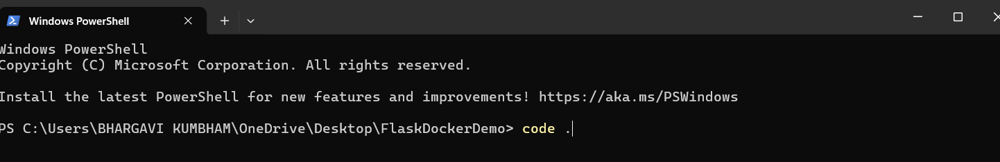 Windows PowerShell
Windows PowerShell
Copyright (C) Microsoft Corporation. All rights reserved.
Install the latest PowerShell for new features and improvements! https://aka.ms/PSWindows
PS C:\Users\BHARGAVI KUMBHAM\OneDrive\Desktop\FlaskDockerDemo> code .